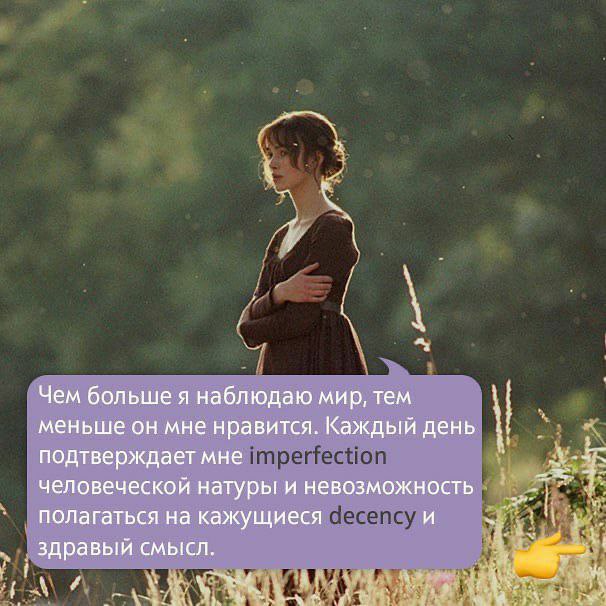 Чем больше я наблюдаю мир, тем
меньше он мне нравится. Каждый день
подтверждает мне imperfection
человеческой натуры и невозможность
полагаться на кажущиеся decency и
здравый смысл.